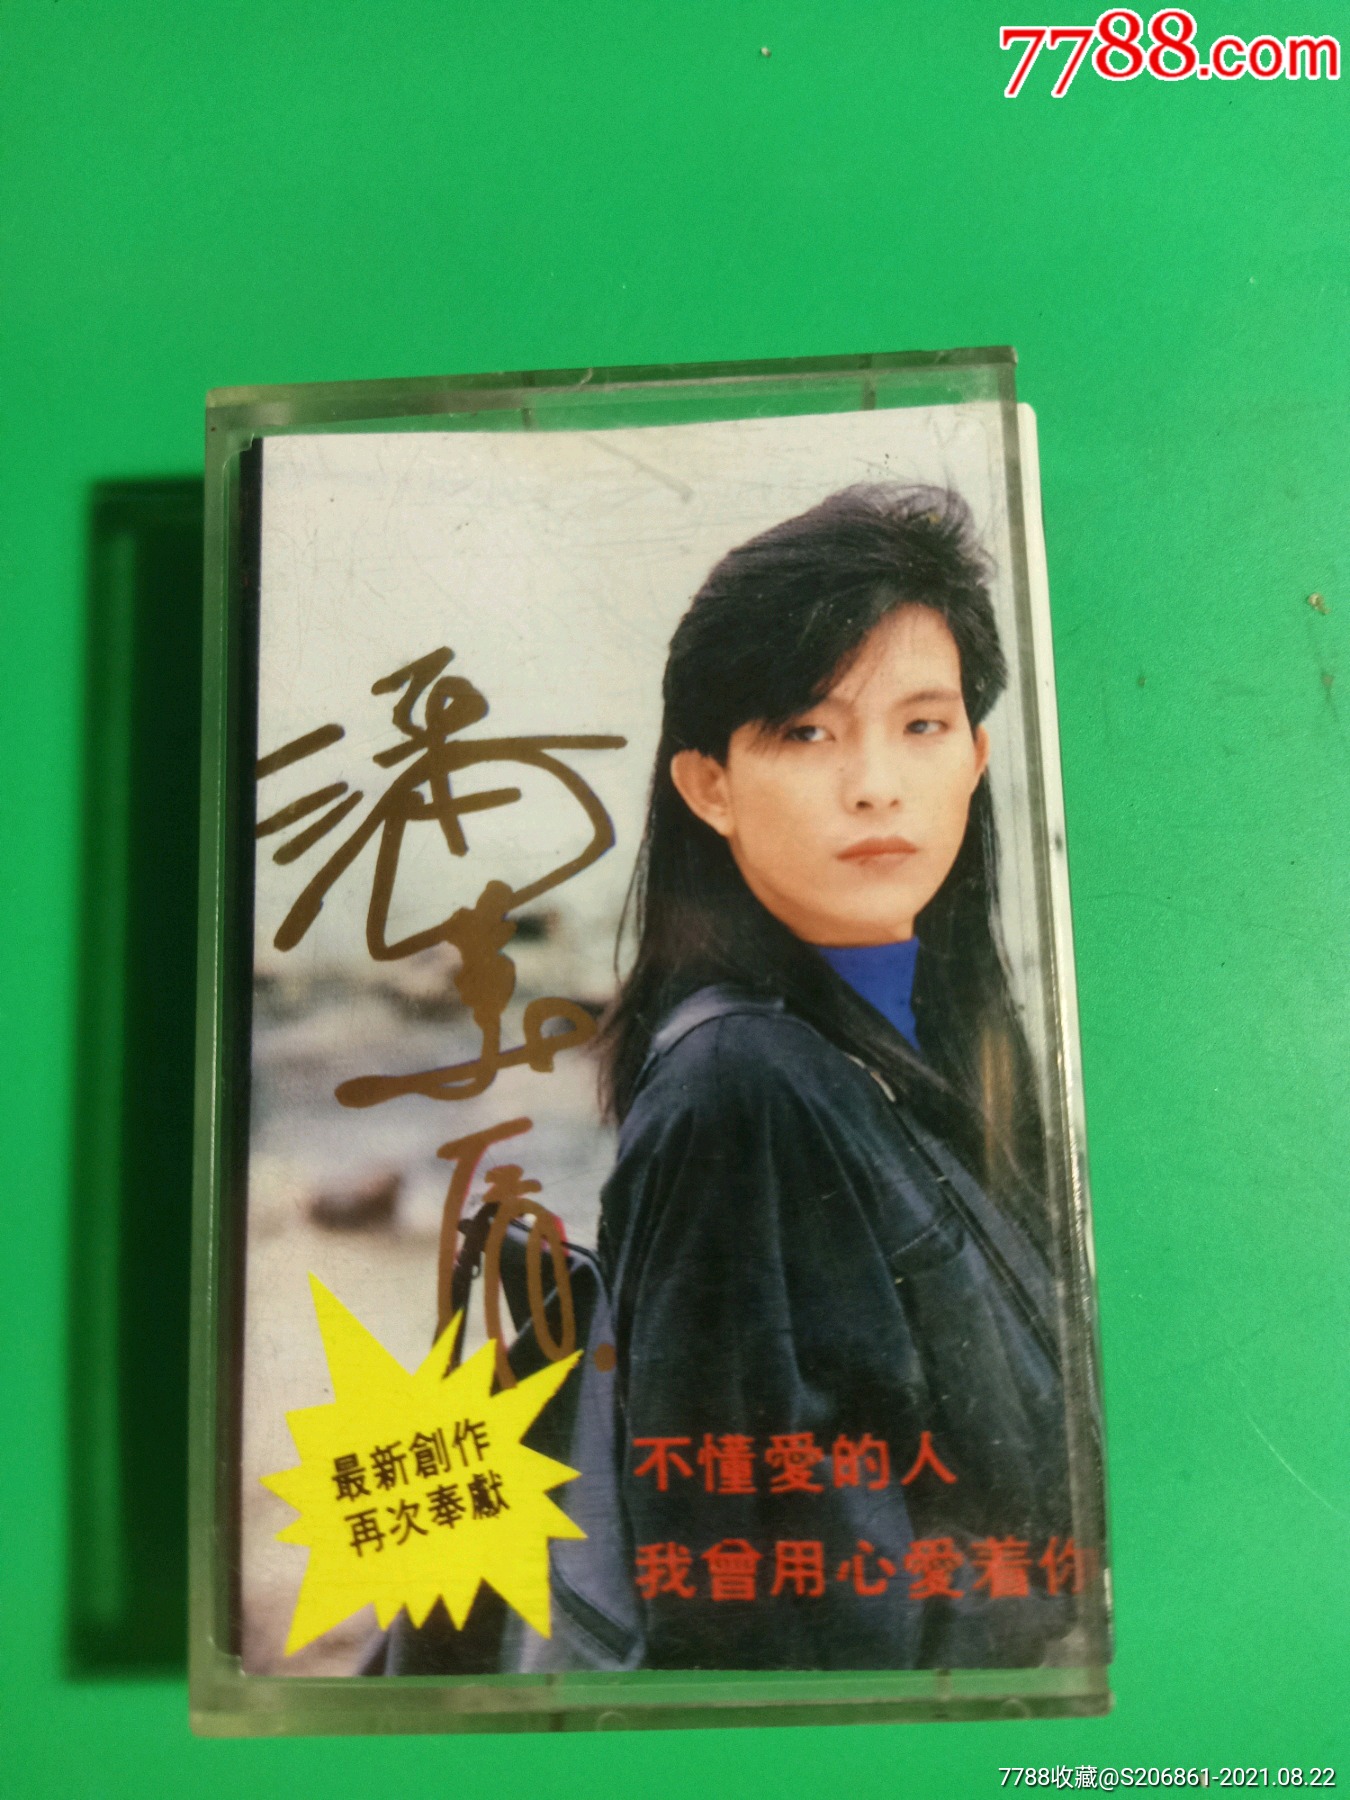 7788.com
潘美辰
最新創作
再次奉獻
不懂愛的人
我曾用心愛着你
7788收藏@S206861-2021.08.22